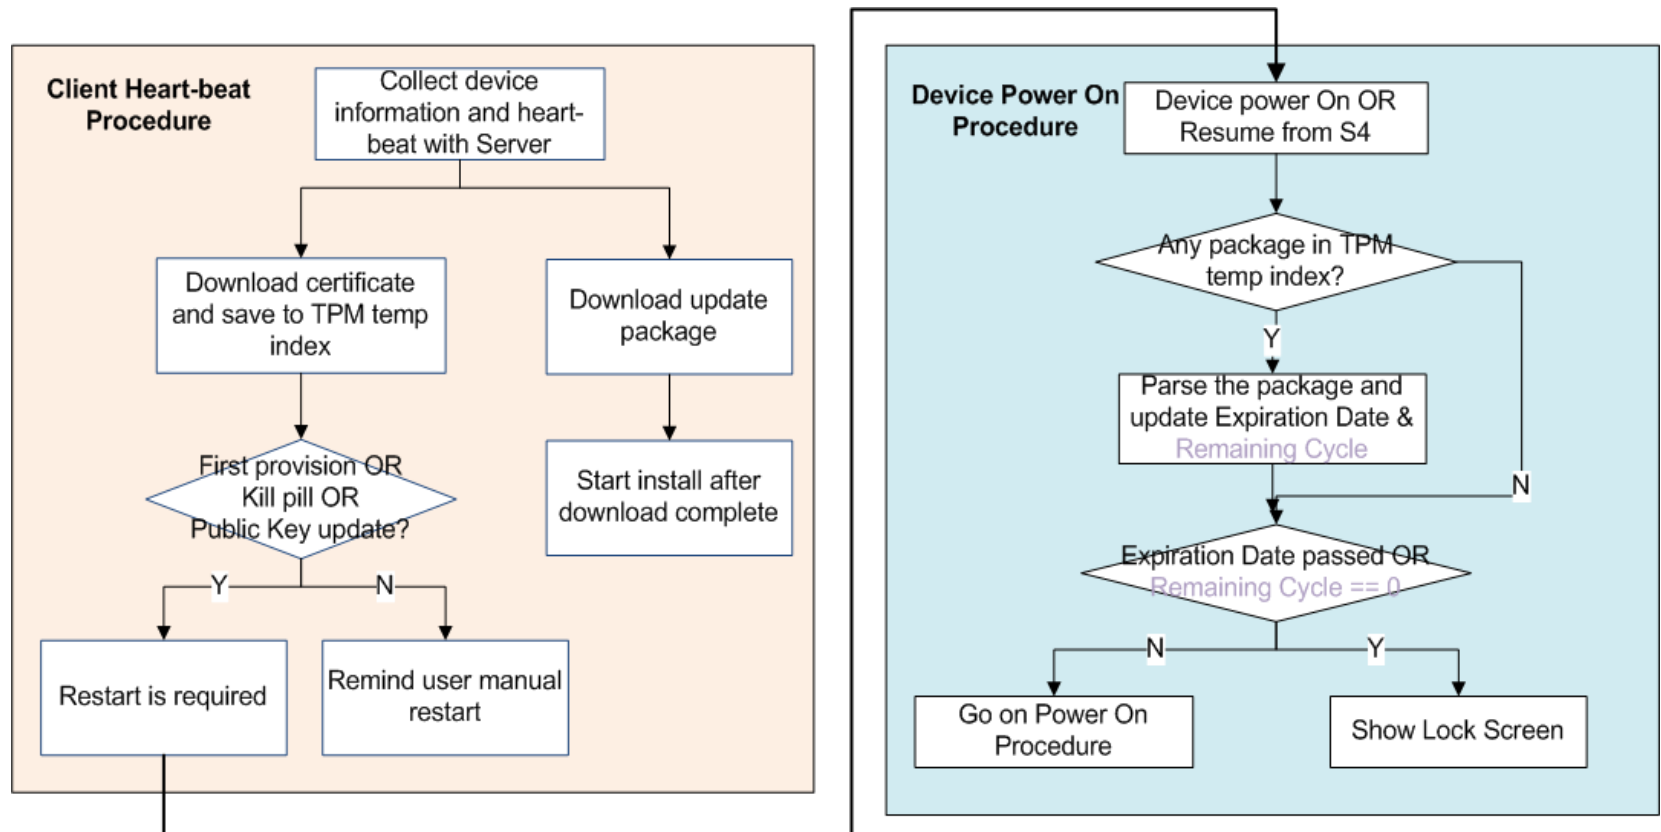 Client Heart-beat
Procedure
Collect device
information and heart-
beat with Server
Download certificate
and save to TPM temp
index
Download update
package
First provision OR
Kill pill OR
Public Key update?
Start install after
download complete
Y
N
Restart is required
Remind user manual
restart
Device Power On
Procedure
Device power On OR
Resume from S4
Any package in TPM
temp index?
Y
Parse the package and
update Expiration Date &
Remaining Cycle
N
Expiration Date passed OR
Remaining Cycle == 0
N
Y
Go on Power On
Procedure
Show Lock Screen